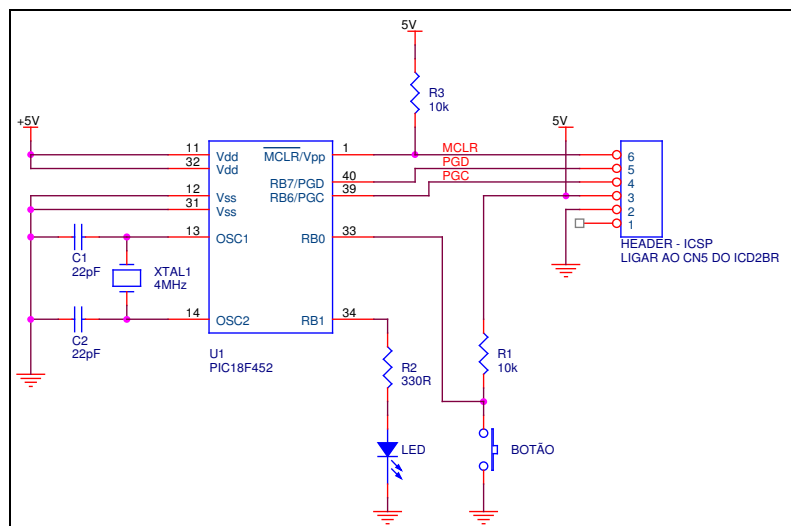 5V
R3
10k
+5V
5V
11
Vdd
32
Vdd
12
Vss
31
Vss
13
OSC1
14
OSC2
MCLR/Vpp
1
RB7/PGD
40
RB6/PGC
39
RB0
33
RB1
34
MCLR
PGD
PGC
6
5
4
3
2
1
HEADER - ICSP
LIGAR AO CN5 DO ICD2BR
C1
22pF
XTAL1
4MHz
C2
22pF
U1
PIC18F452
R2
330R
R1
10k
LED
BOTÃO